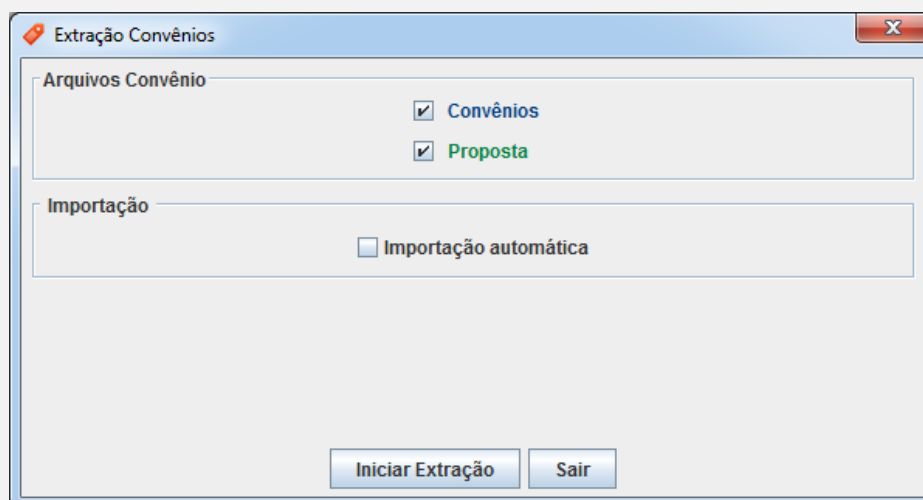 Extração Convênios
Arquivos Convênio
Convênios
Proposta
Importação
Importação automática
Iniciar Extração Sair